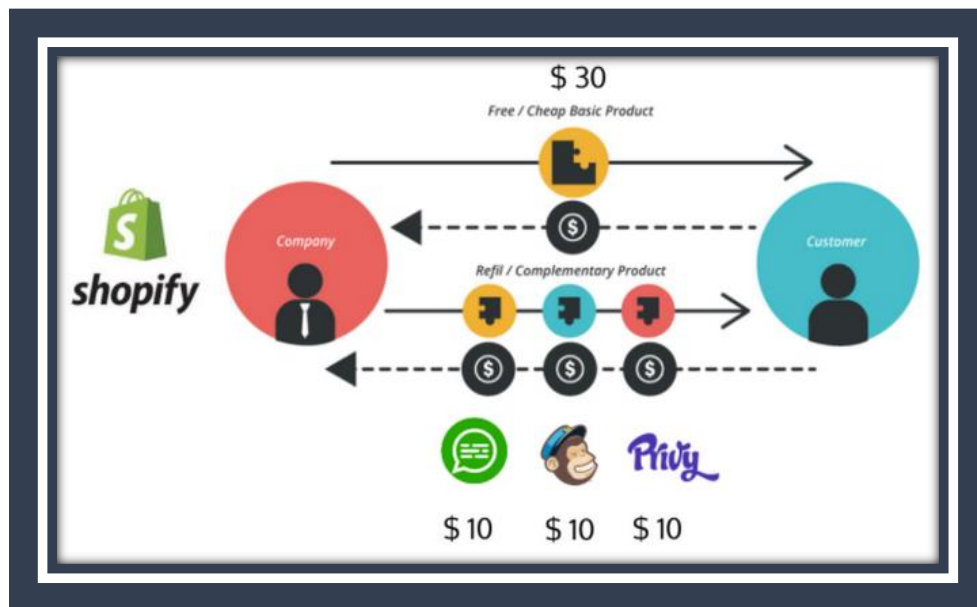 $ 30
Free / Cheap Basic Product
Company
Customer
S
shopify
$
Refil / Complementary Product
$ $ $
Privy
$ 10 $ 10 $ 10